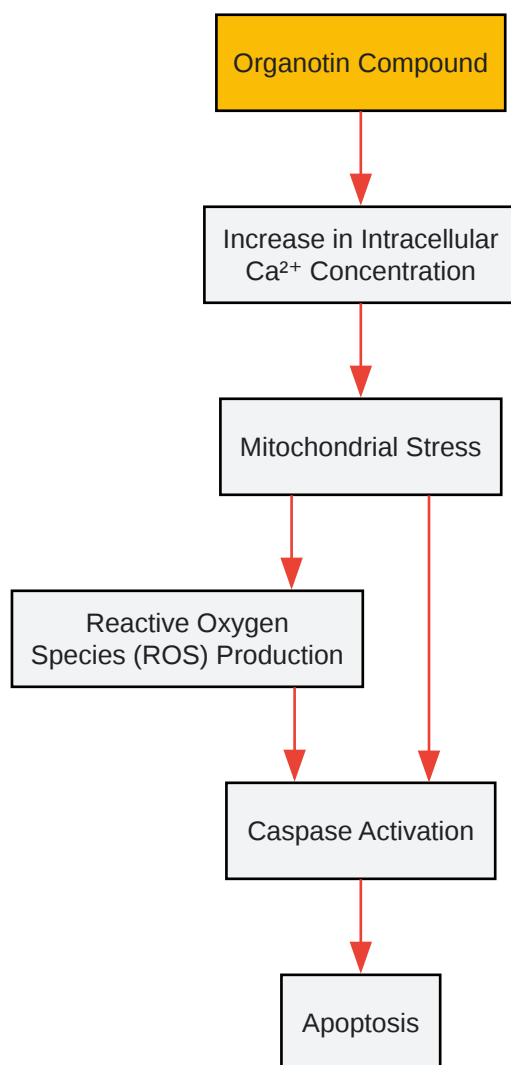 Organotin Compound
Increase in Intracellular
Ca²⁺ Concentration
Mitochondrial Stress
Reactive Oxygen
Species (ROS) Production
Caspase Activation
Apoptosis